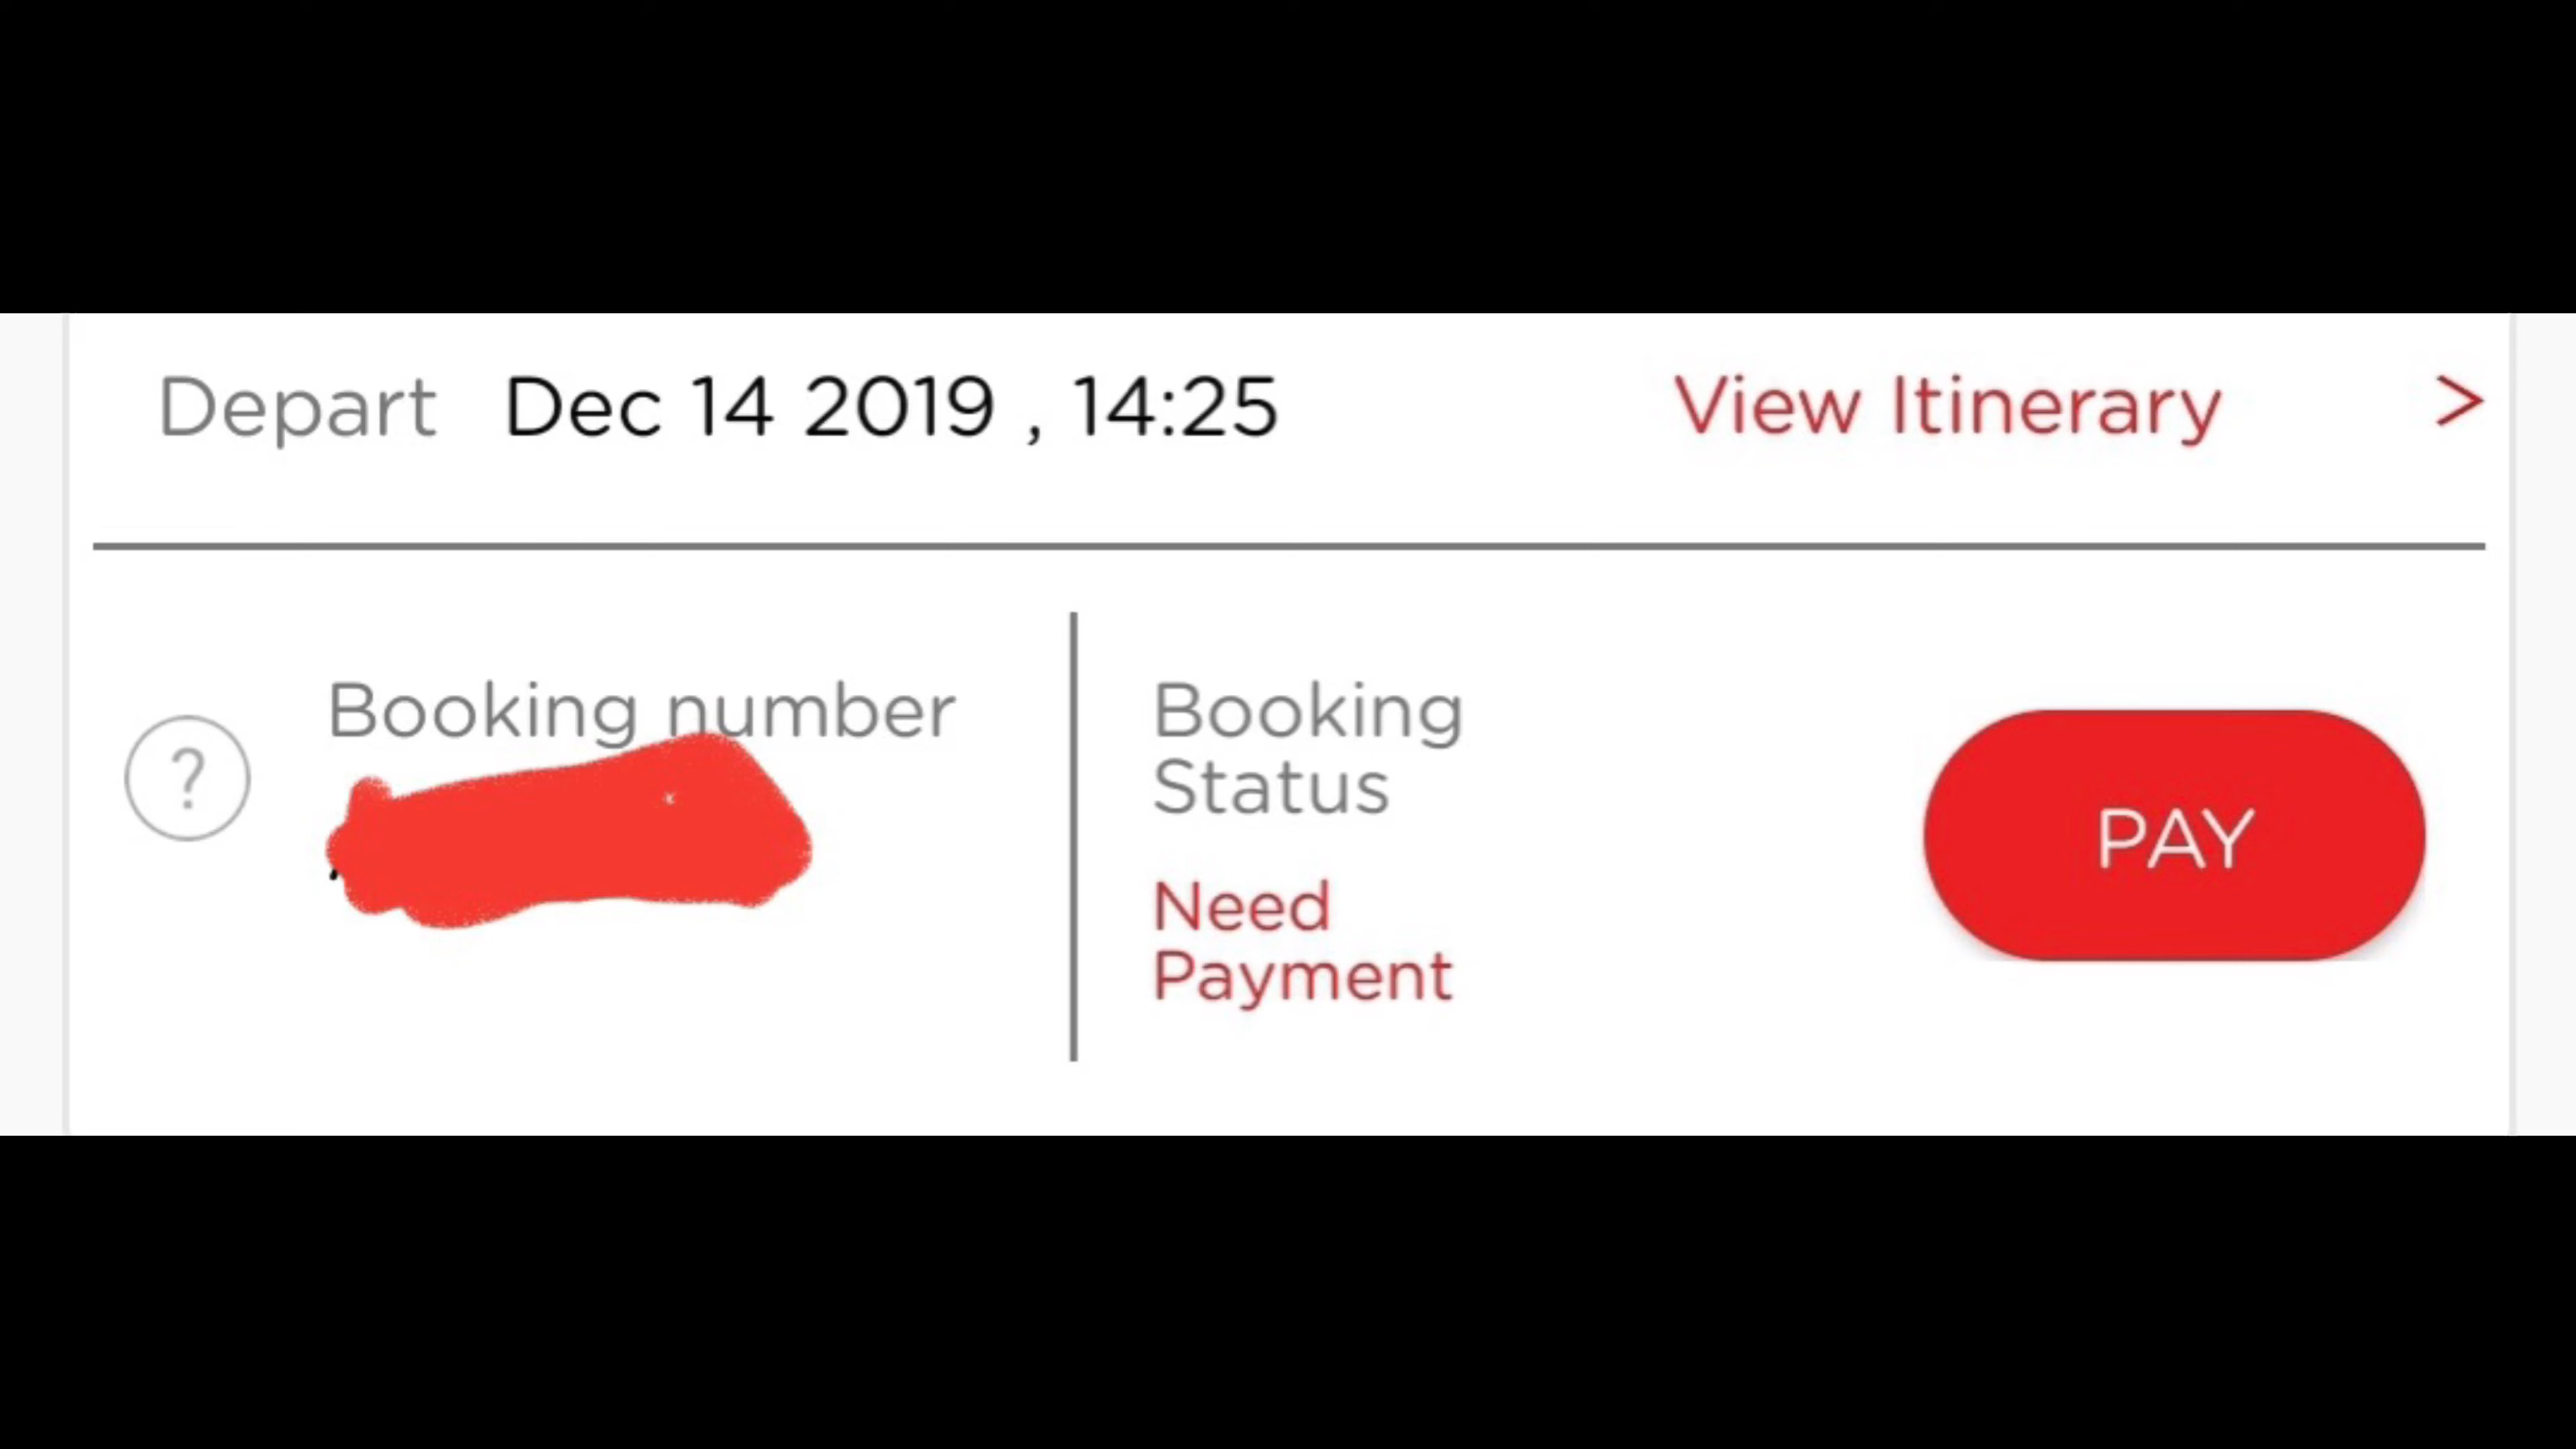 Depart Dec 14 2019 , 14:25 View Itinerary >
? Booking number
Booking
Status
Need
Payment
PAY